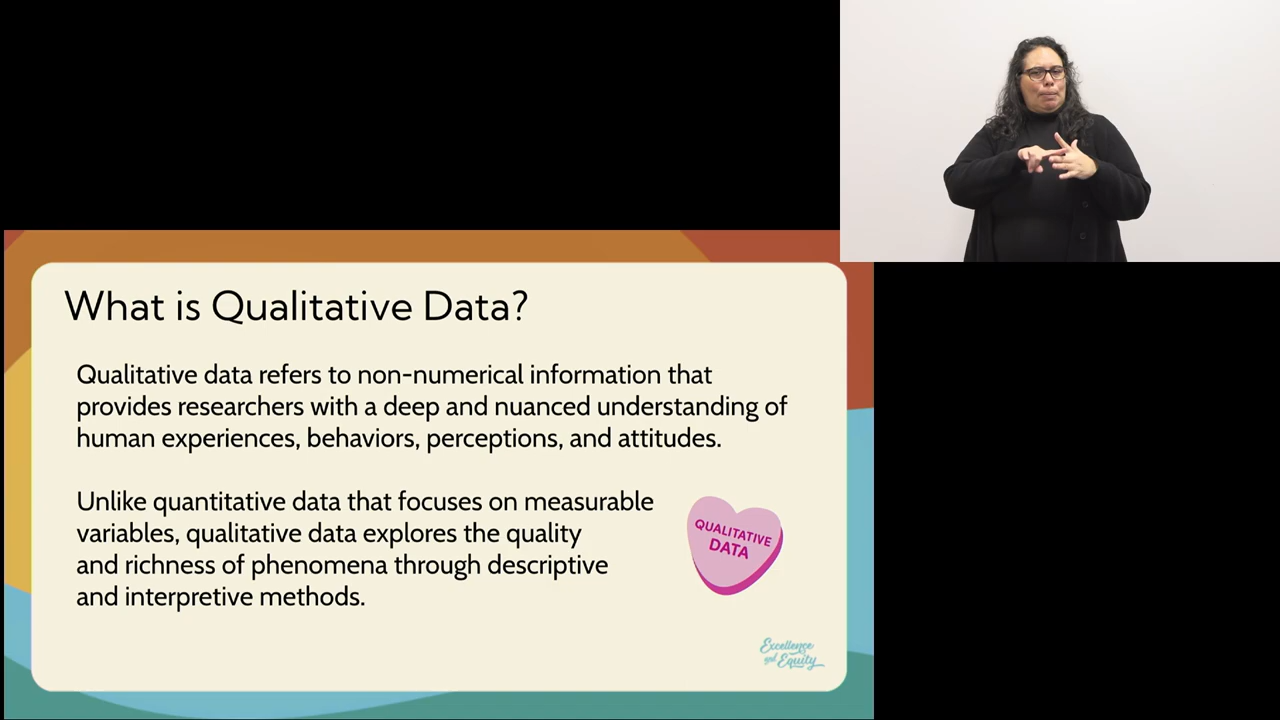 What is Qualitative Data?
Qualitative data refers to non-numerical information that
provides researchers with a deep and nuanced understanding of
human experiences, behaviors, perceptions, and attitudes.
Unlike quantitative data that focuses on measurable
variables, qualitative data explores the quality
and richness of phenomena through descriptive
and interpretive methods.
QUALITATIVE
DATA
Excellence
and Equity